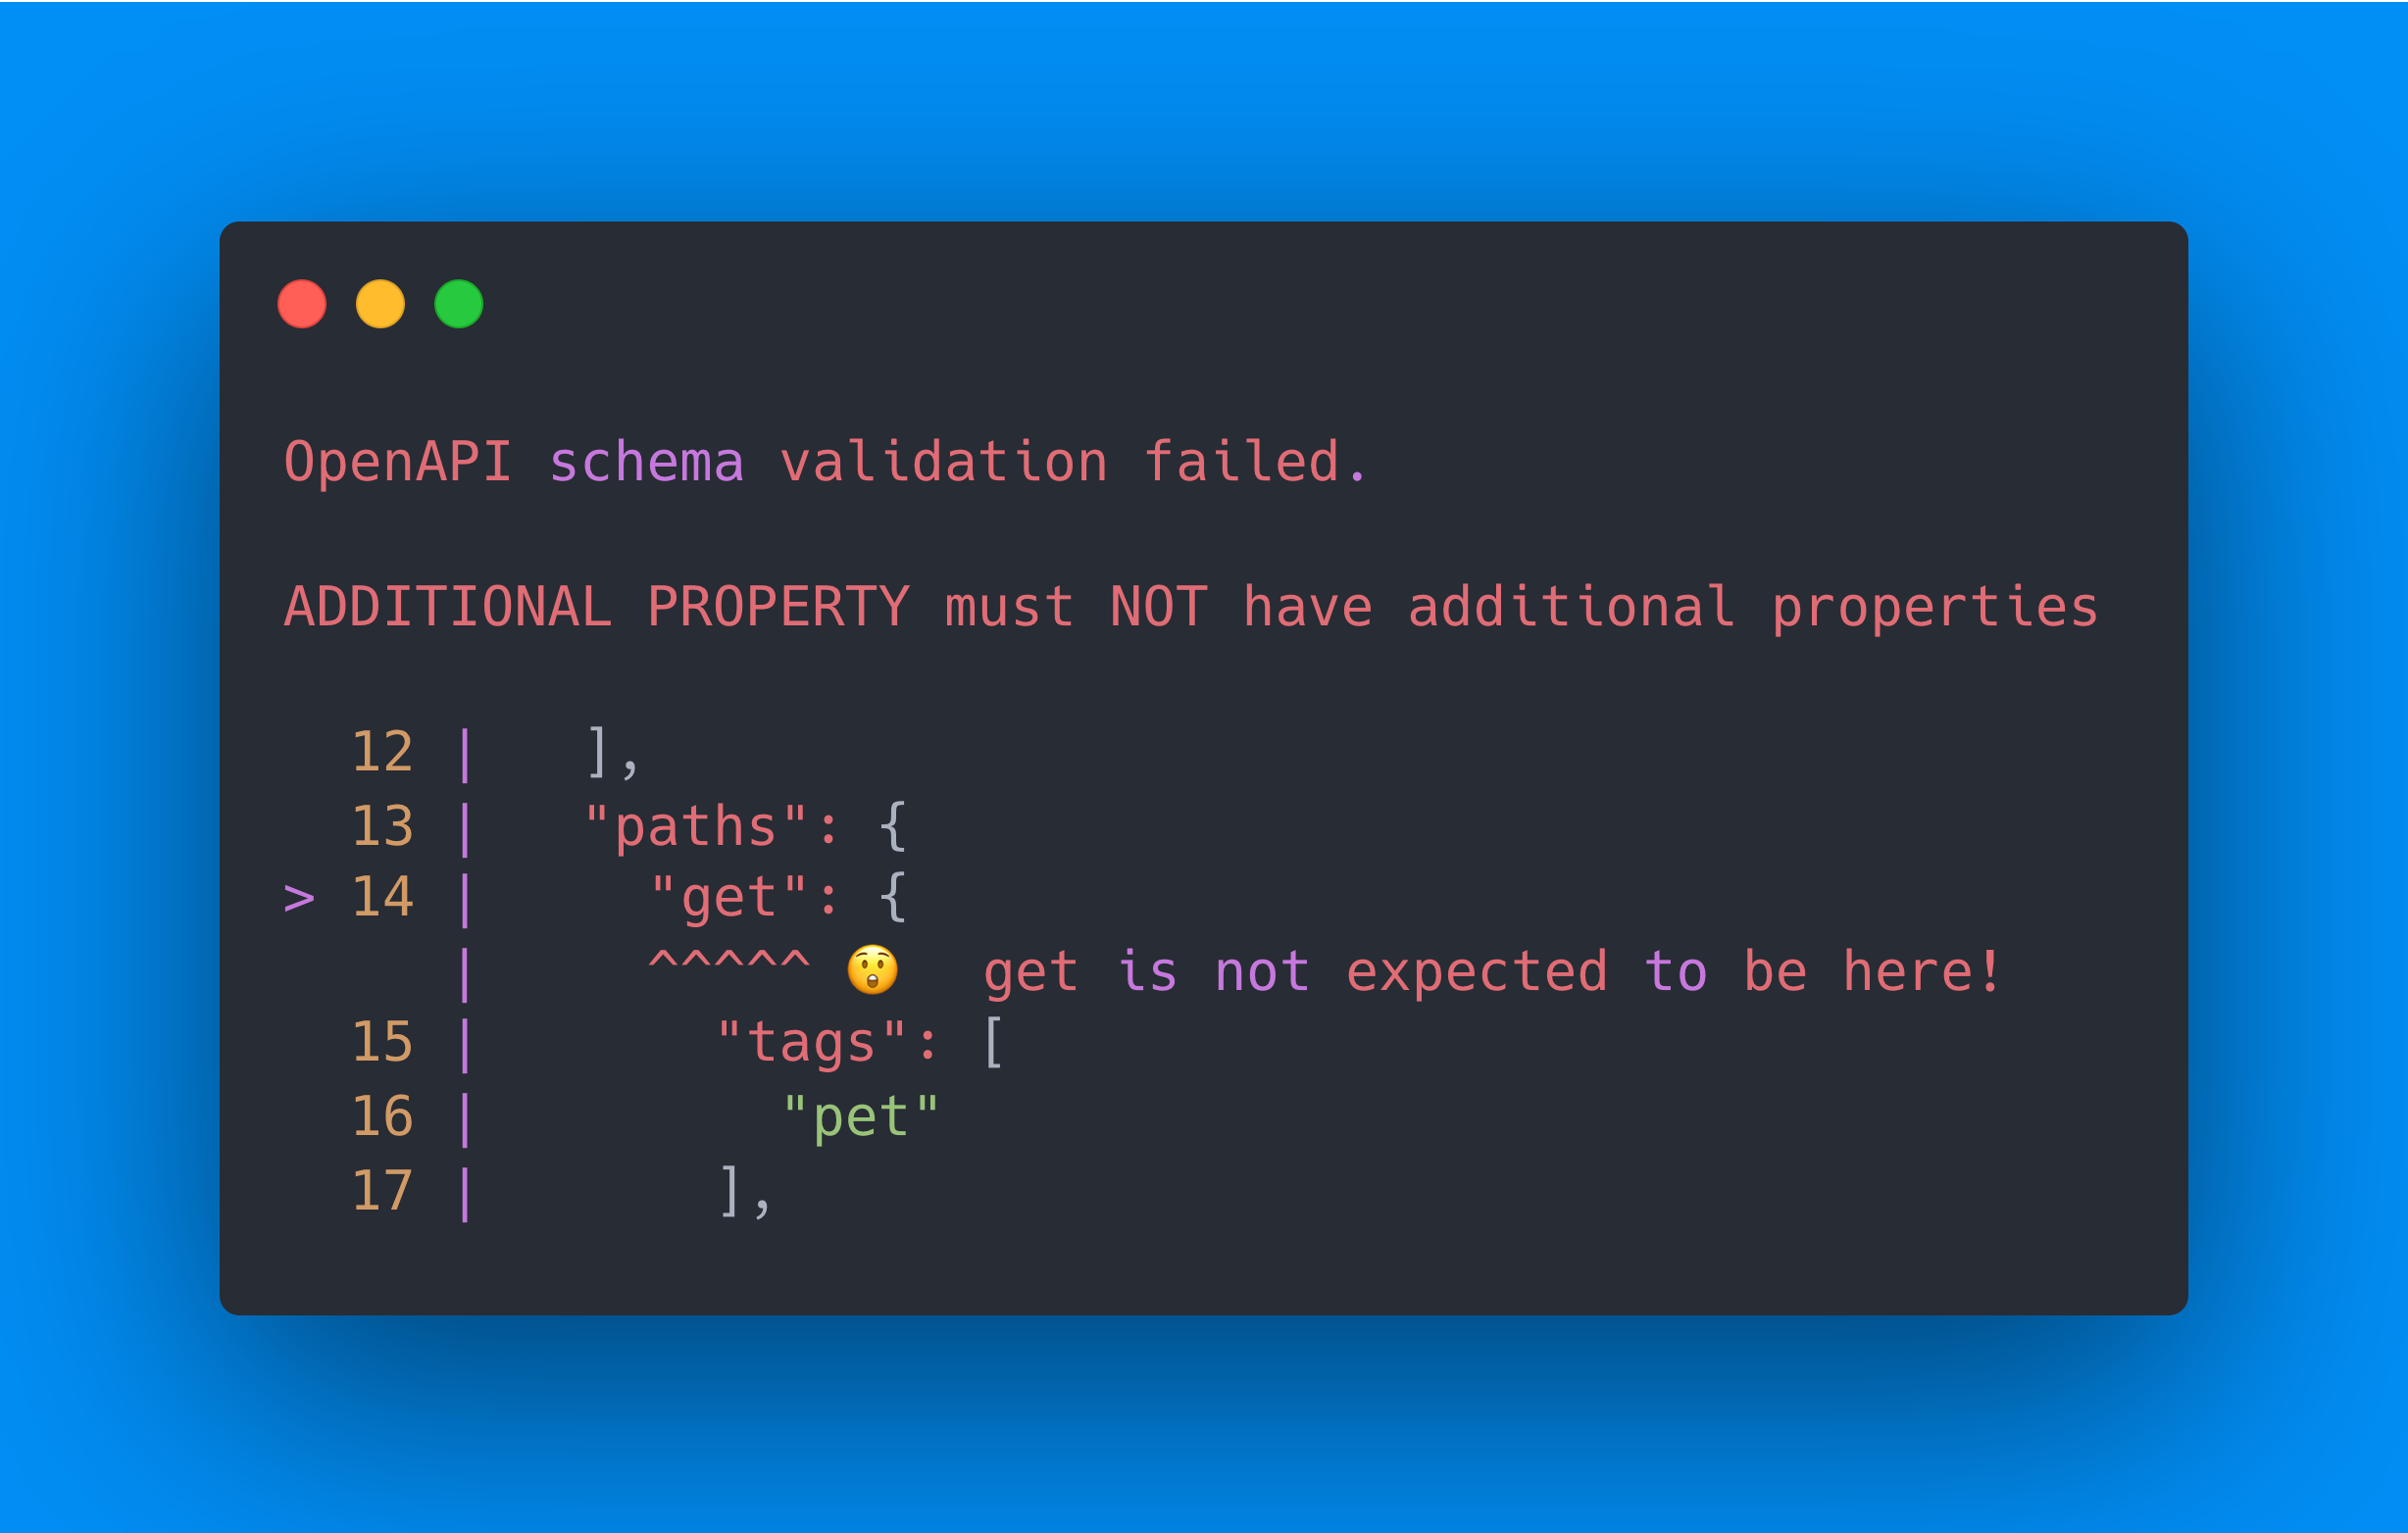 OpenAPI schema validation failed.
ADDITIONAL PROPERTY must NOT have additional properties
  12 |   ],
  13 |   "paths": {
> 14 |     "get": {
     |     ^^^^^ 😲  get is not expected to be here!
  15 |       "tags": [
  16 |         "pet"
  17 |       ],